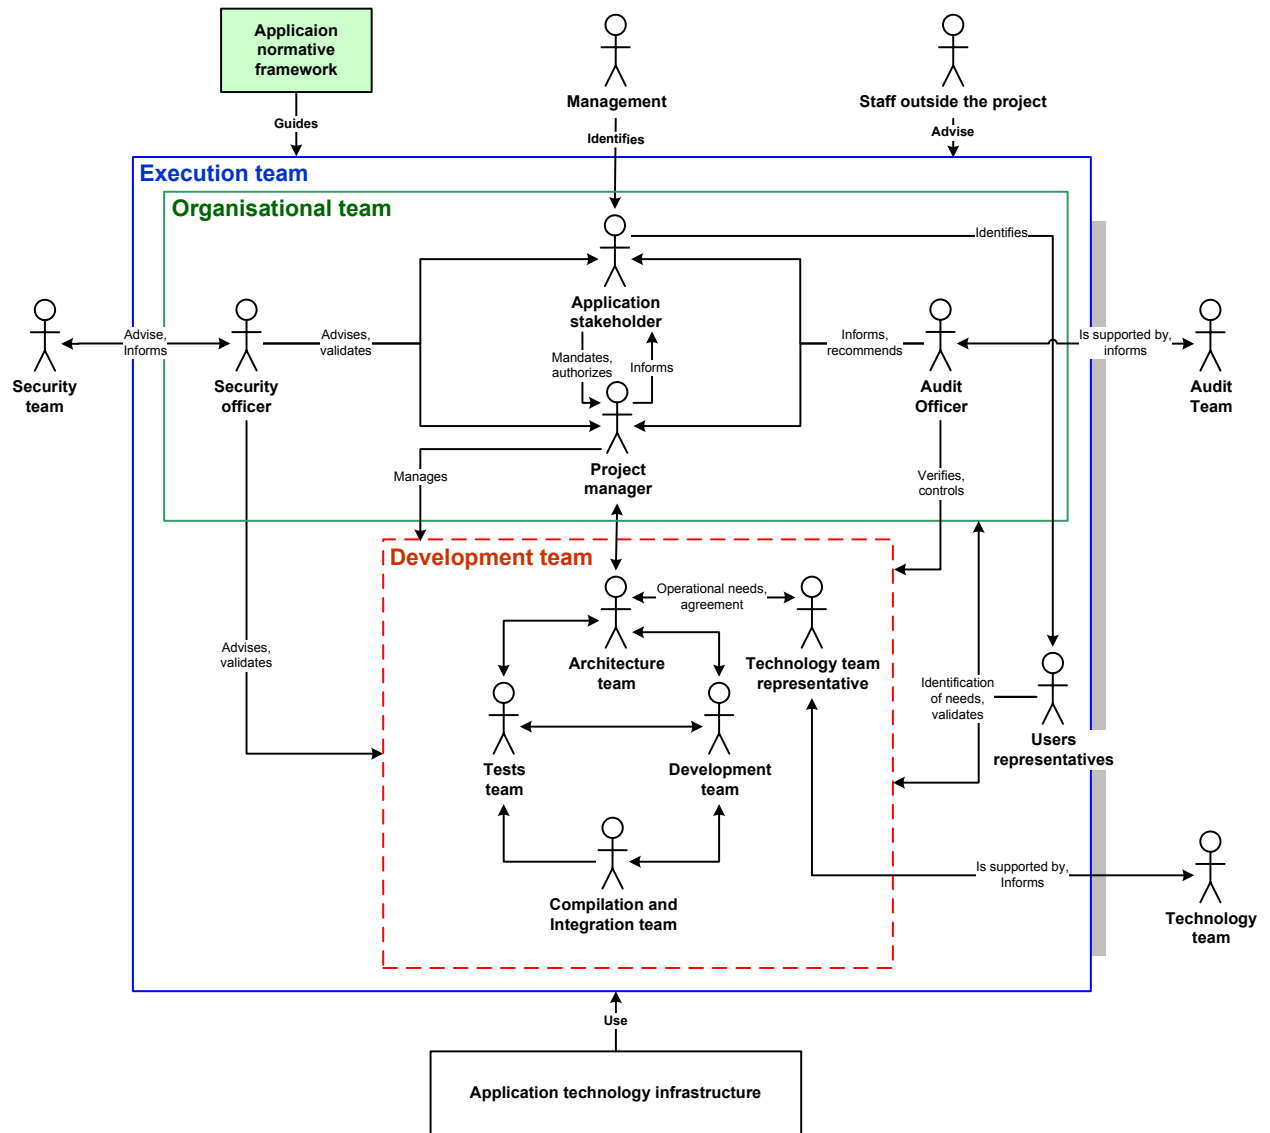 Applicaion
normative
framework
Management
Staff outside the project
Guides
Identifies
Advise
Execution team
Organisational team
Identifies
Application
stakeholder
Advise,
Informs
Advises,
validates
Informs,
recommends
Is supported by,
informs
Mandates,
authorizes
Informs
Security
team
Security
officer
Audit
Officer
Audit
Team
Project
manager
Manages
Verifies,
controls
Development team
Operational needs,
agreement
Architecture
team
Technology team
representative
Advises,
validates
Identification
of needs,
validates
Users
representatives
Tests
team
Development
team
Is supported by,
Informs
Compilation and
Integration team
Technology
team
Use
Application technology infrastructure